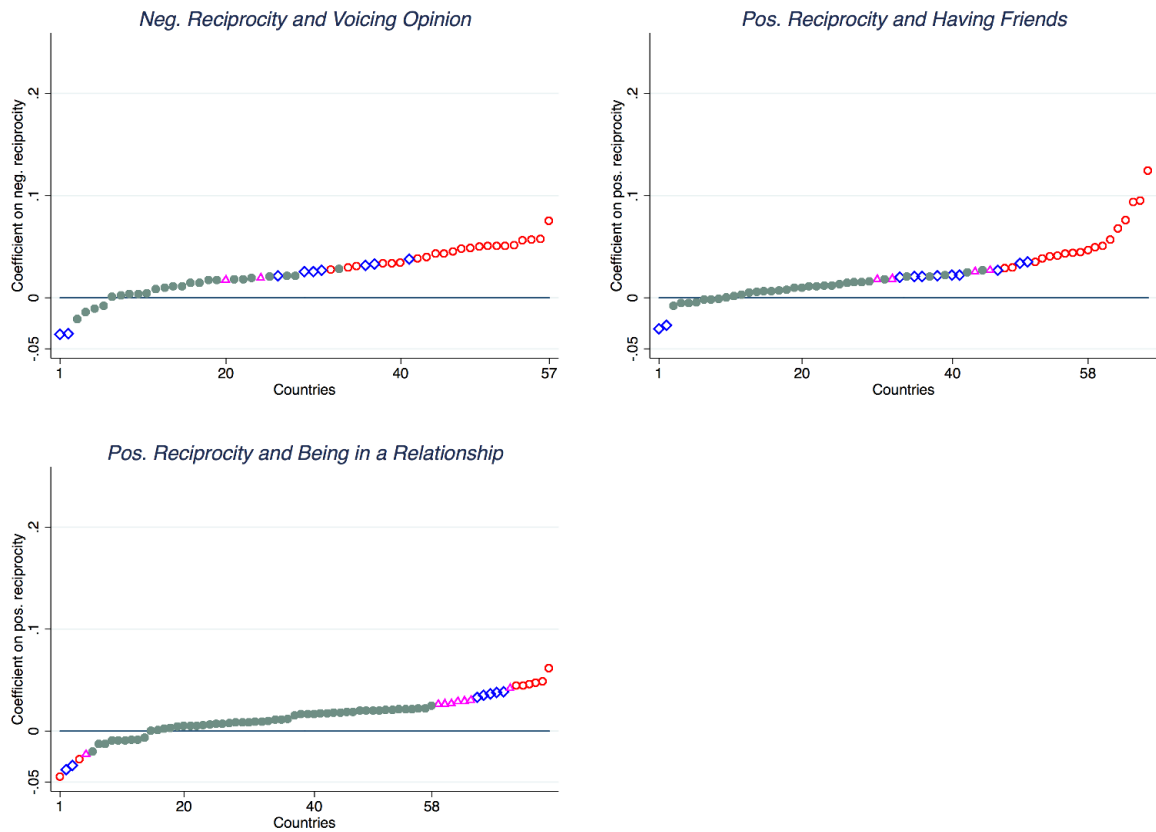 Neg. Reciprocity and Voicing Opinion
Coefficient on neg. reciprocity
.2
.1
0
-.05
1
20
40
57
Countries
Pos. Reciprocity and Having Friends
Coefficient on pos. reciprocity
.2
.1
0
-.05
1
20
40
58
Countries
Pos. Reciprocity and Being in a Relationship
Coefficient on pos. reciprocity
.2
.1
0
-.05
1
20
40
58
Countries